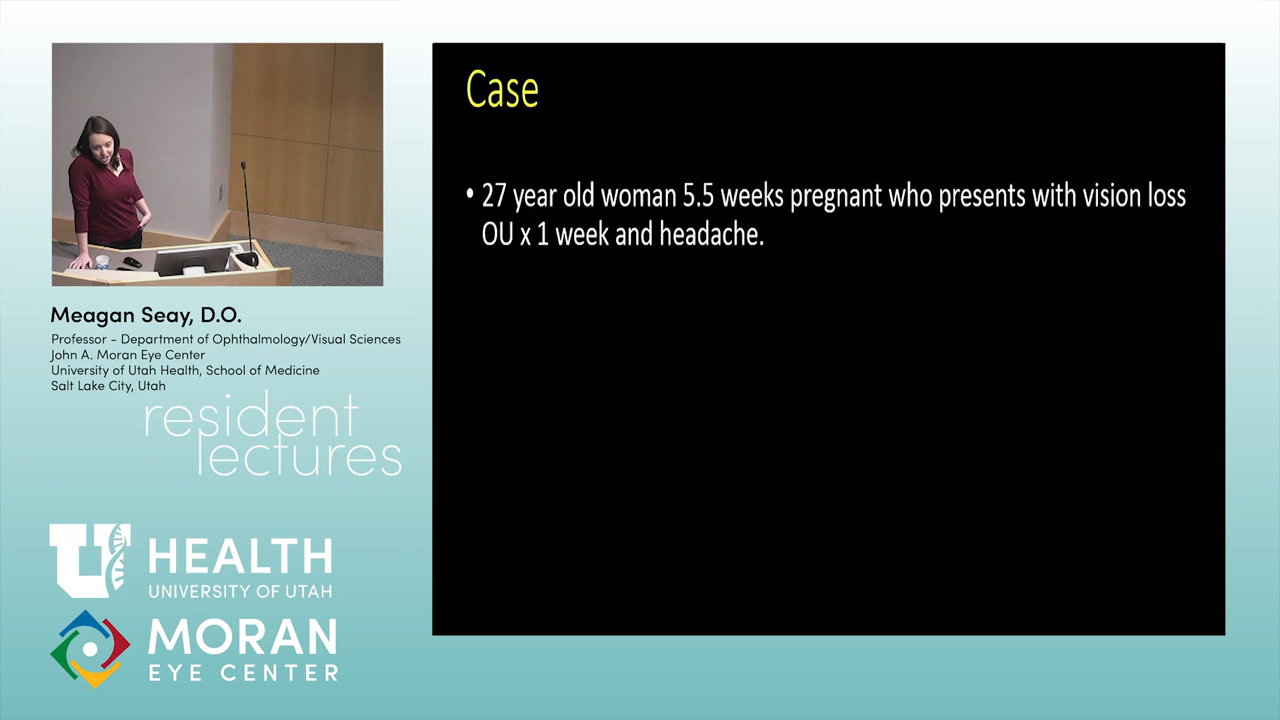 Case
• 27 year old woman 5.5 weeks pregnant who presents with vision loss
OU x 1 week and headache.
Meagan Seay, D.O.
Professor - Department of Ophthalmology/Visual Sciences
John A. Moran Eye Center
University of Utah Health, School of Medicine
Salt Lake City, Utah
resident
lectures
U HEALTH
UNIVERSITY OF UTAH
MORAN
EYE CENTER